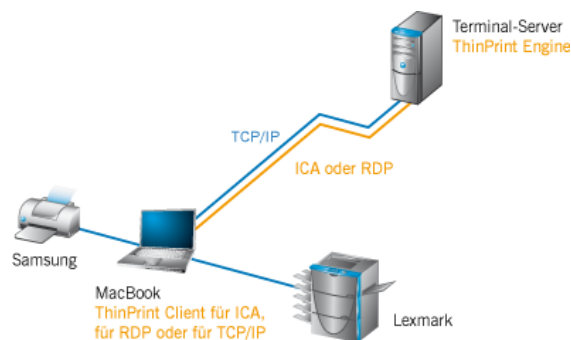 Terminal-Server
ThinPrint Engine
TCP/IP
ICA oder RDP
Samsung
MacBook
ThinPrint Client für ICA,
für RDP oder für TCP/IP
Lexmark